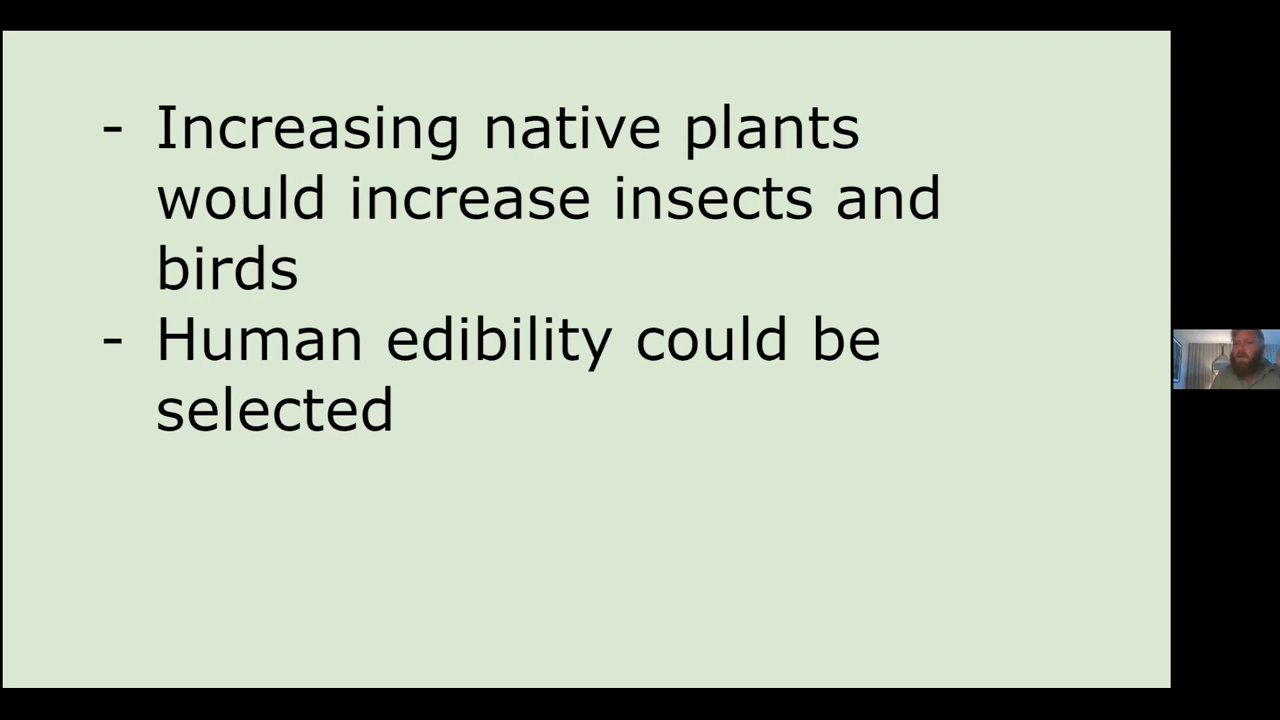 - Increasing native plants
would increase insects and
birds
- Human edibility could be
selected